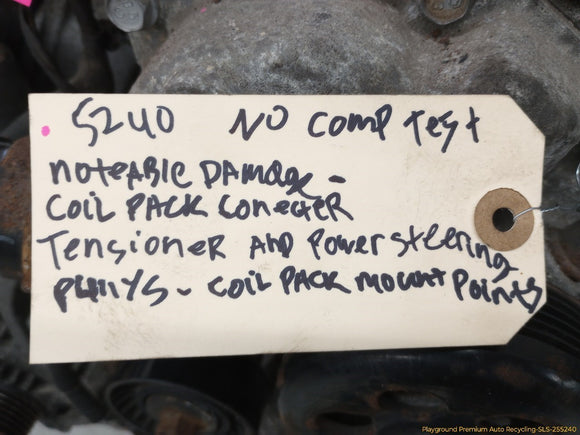 5240 NO COMP TEST
NOTEABLE DAMAGE -
COIL PACK CONECTER
TENSIONER AND POWER STEERING
PULLYS - COIL PACK MOUNT POINTS
Playground Premium Auto Recycling-SLS-255240